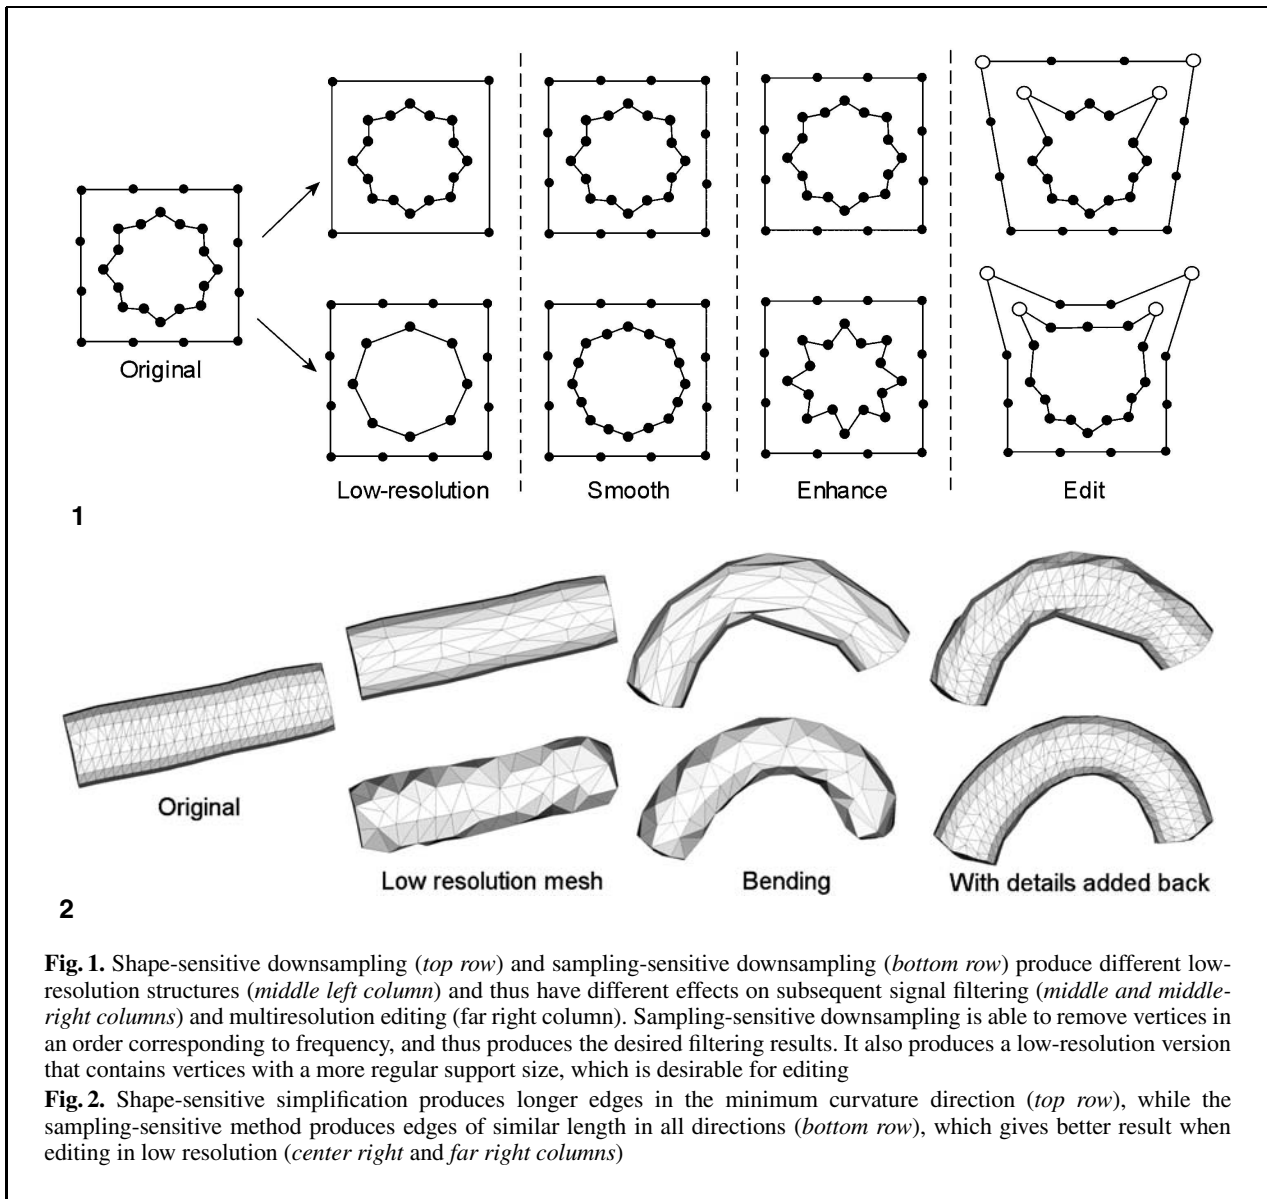 Original
Low-resolution
Smooth
Enhance
Edit
1
Original
Low resolution mesh
Bending
With details added back
2
Fig. 1. Shape-sensitive downsampling (top row) and sampling-sensitive downsampling (bottom row) produce different low-
resolution structures (middle left column) and thus have different effects on subsequent signal filtering (middle and middle-
right columns) and multiresolution editing (far right column). Sampling-sensitive downsampling is able to remove vertices in
an order corresponding to frequency, and thus produces the desired filtering results. It also produces a low-resolution version
that contains vertices with a more regular support size, which is desirable for editing
Fig. 2. Shape-sensitive simplification produces longer edges in the minimum curvature direction (top row), while the
sampling-sensitive method produces edges of similar length in all directions (bottom row), which gives better result when
editing in low resolution (center right and far right columns)